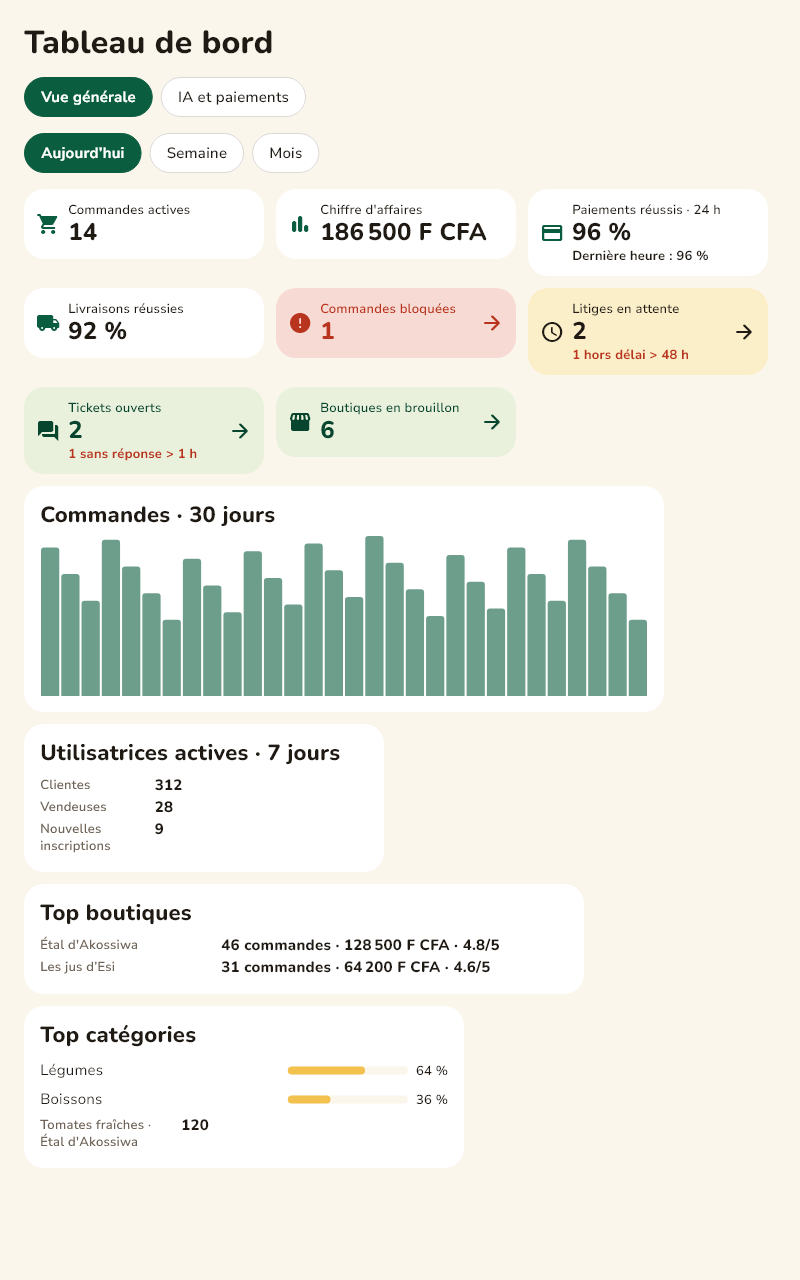 Tableau de bord
Vue générale
IA et paiements
Aujourd'hui
Semaine
Mois
Commandes actives
14
Chiffre d'affaires
186 500 F CFA
Paiements réussis · 24 h
96 %
Dernière heure : 96 %
Livraisons réussies
92 %
Commandes bloquées
1
Litiges en attente
2
1 hors délai > 48 h
Tickets ouverts
2
1 sans réponse > 1 h
Boutiques en brouillon
6
Commandes · 30 jours
Utilisatrices actives · 7 jours
Clientes 312
Vendeuses 28
Nouvelles inscriptions 9
Top boutiques
Étal d'Akossiwa 46 commandes · 128 500 F CFA · 4.8/5
Les jus d'Esi 31 commandes · 64 200 F CFA · 4.6/5
Top catégories
Légumes 64 %
Boissons 36 %
Tomates fraîches · 120
Étal d'Akossiwa